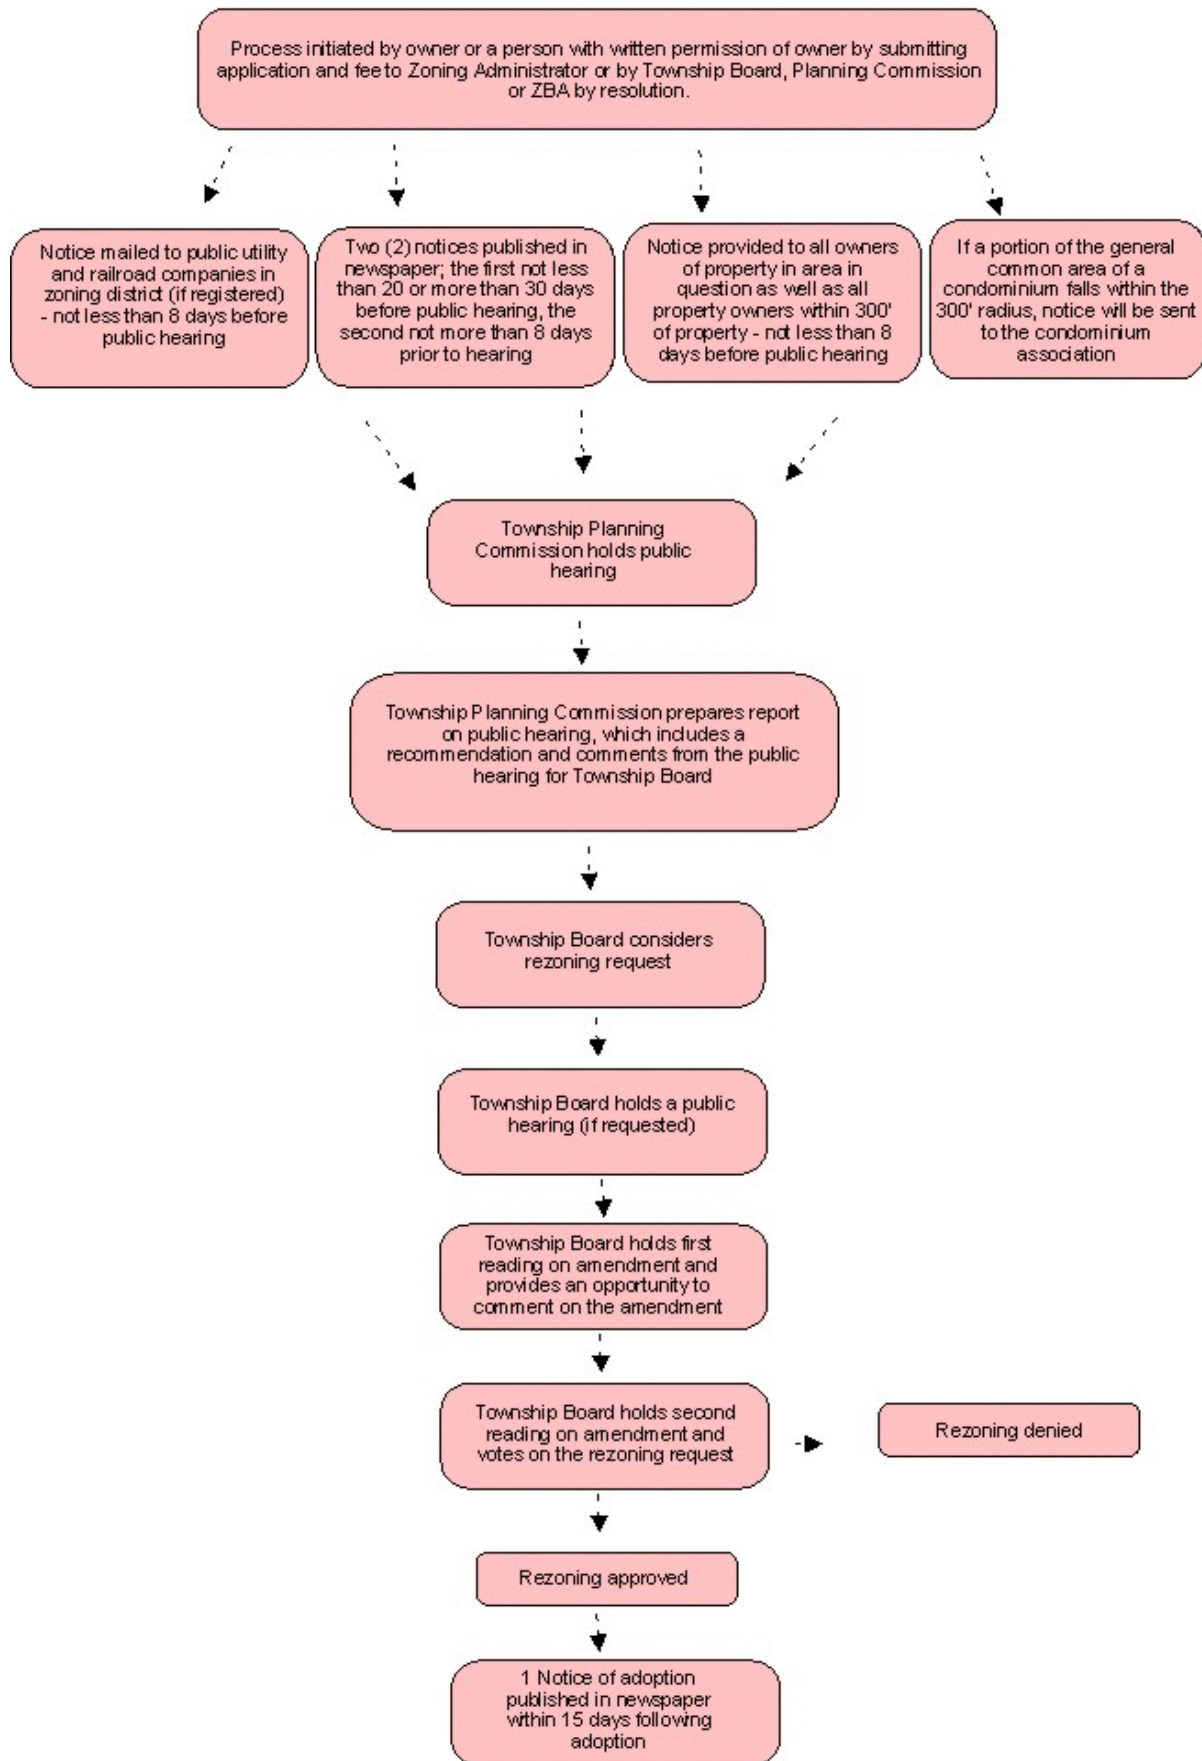 Process initiated by owner or a person with written permission of owner by submitting
application and fee to Zoning Administrator or by Township Board, Planning Commission
or ZBA by resolution.
Notice mailed to public utility
and railroad companies in
zoning district (if registered)
- not less than 8 days before
public hearing
Two (2) notices published in
newspaper; the first not less
than 20 or more than 30 days
before public hearing, the
second not more than 8 days
prior to hearing
Notice provided to all owners
of property in area in
question as well as all
property owners within 300'
of property - not less than 8
days before public hearing
If a portion of the general
common area of a
condominium falls within the
300' radius, notice will be sent
to the condominium
association
Township Planning
Commission holds public
hearing
Township Planning Commission prepares report
on public hearing, which includes a
recommendation and comments from the public
hearing for Township Board
Township Board considers
rezoning request
Township Board holds a public
hearing (if requested)
Township Board holds first
reading on amendment and
provides an opportunity to
comment on the amendment
Township Board holds second
reading on amendment and
votes on the rezoning request
Rezoning denied
Rezoning approved
1 Notice of adoption
published in newspaper
within 15 days following
adoption